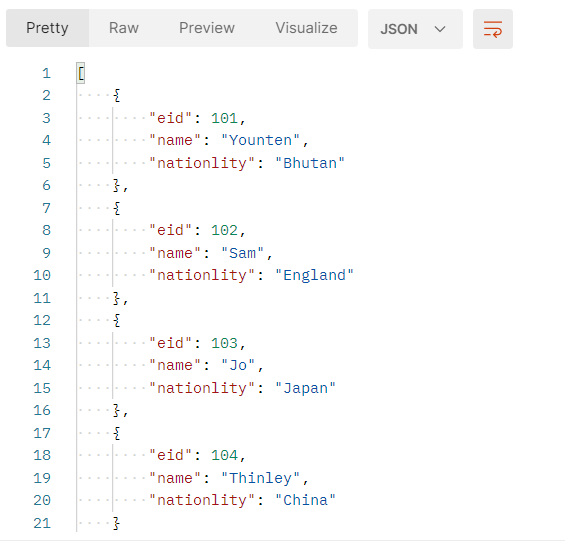 Pretty Raw Preview Visualize JSON
1 [
2 {
3 "eid": 101,
4 "name": "Younten",
5 "nationlity": "Bhutan"
6 },
7 {
8 "eid": 102,
9 "name": "Sam",
10 "nationlity": "England"
11 },
12 {
13 "eid": 103,
14 "name": "Jo",
15 "nationlity": "Japan"
16 },
17 {
18 "eid": 104,
19 "name": "Thinley",
20 "nationlity": "China"
21 }